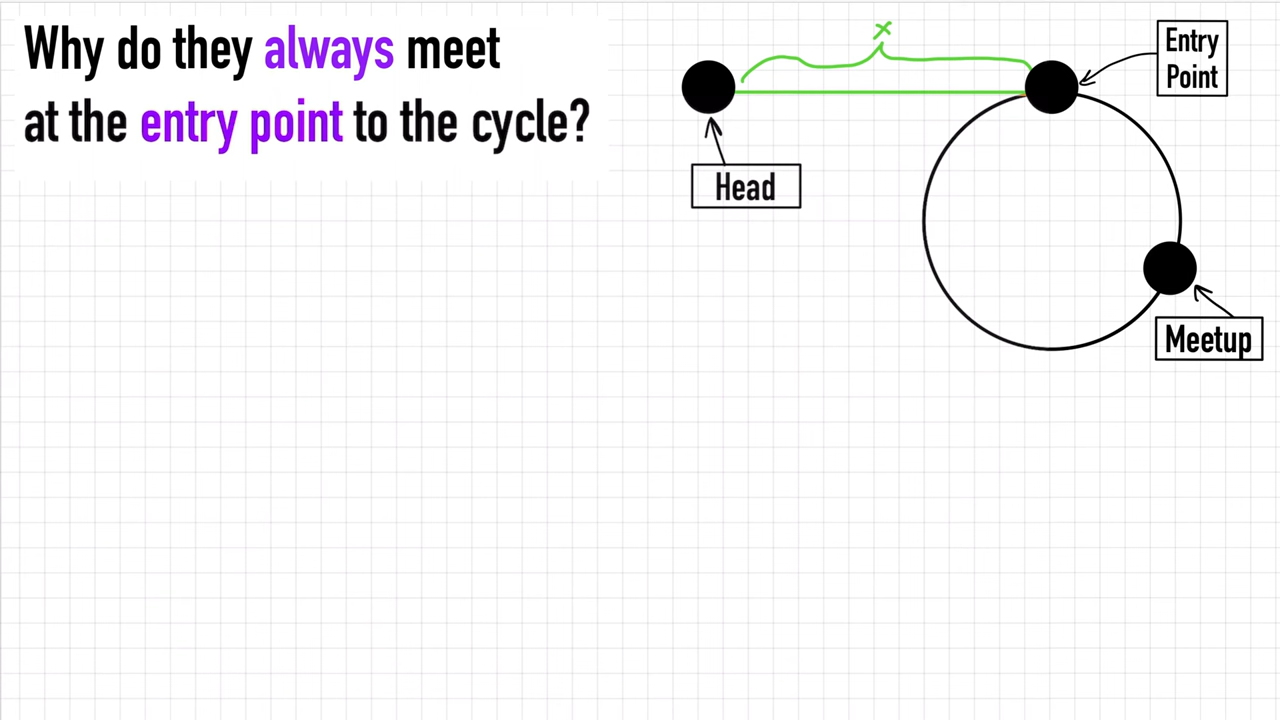 Why do they always meet
at the entry point to the cycle?
x
Entry
Point
Head
Meetup